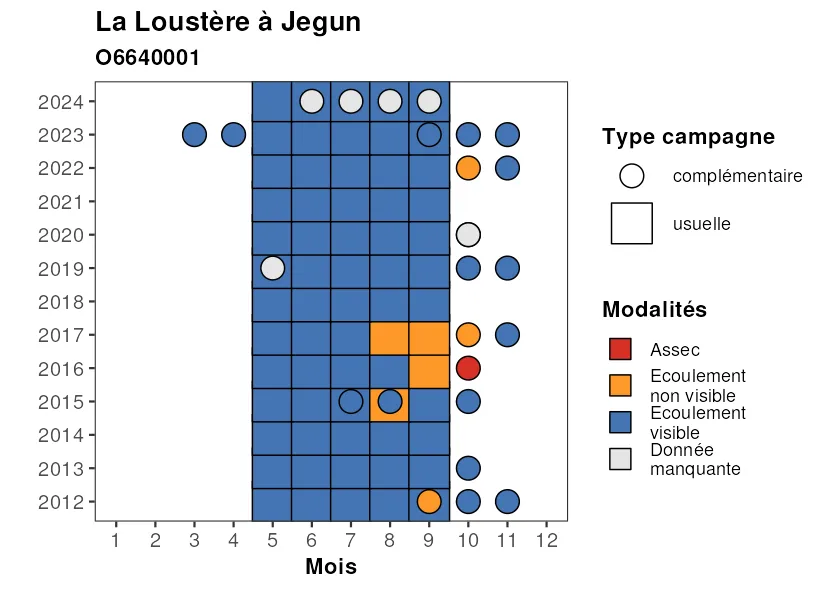 La Loustère à Jegun
O6640001
2024
2023
2022
2021
2020
2019
2018
2017
2016
2015
2014
2013
2012
1 2 3 4 5 6 7 8 9 10 11 12
Mois
Type campagne
complémentaire
usuelle
Modalités
Assec
Ecoulement
non visible
Ecoulement
visible
Donnée
manquante